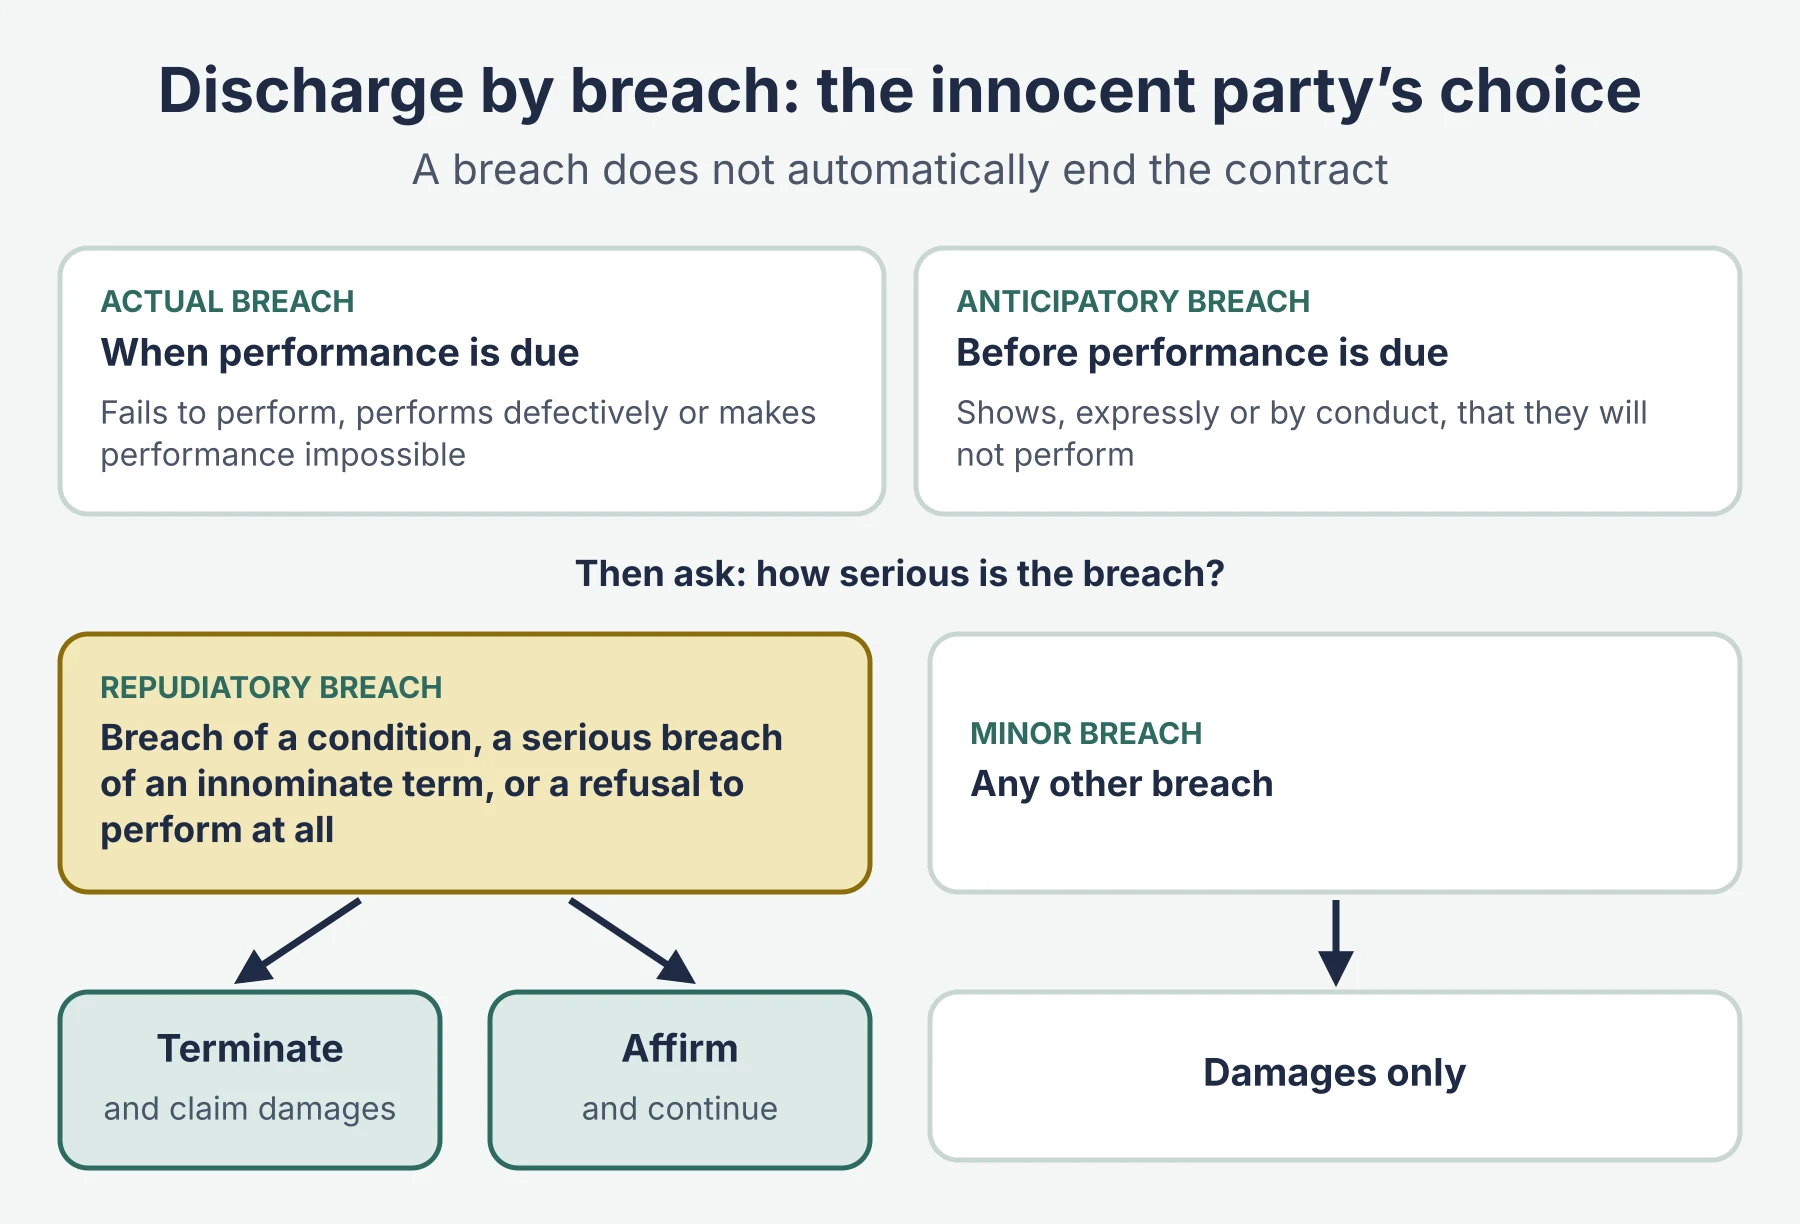 Discharge by breach: the innocent party’s choice
A breach does not automatically end the contract
ACTUAL BREACH
When performance is due
Fails to perform, performs defectively or makes
performance impossible
ANTICIPATORY BREACH
Before performance is due
Shows, expressly or by conduct, that they will
not perform
Then ask: how serious is the breach?
REPUDIATORY BREACH
Breach of a condition, a serious breach
of an innominate term, or a refusal to
perform at all
MINOR BREACH
Any other breach
Terminate
and claim damages
Affirm
and continue
Damages only